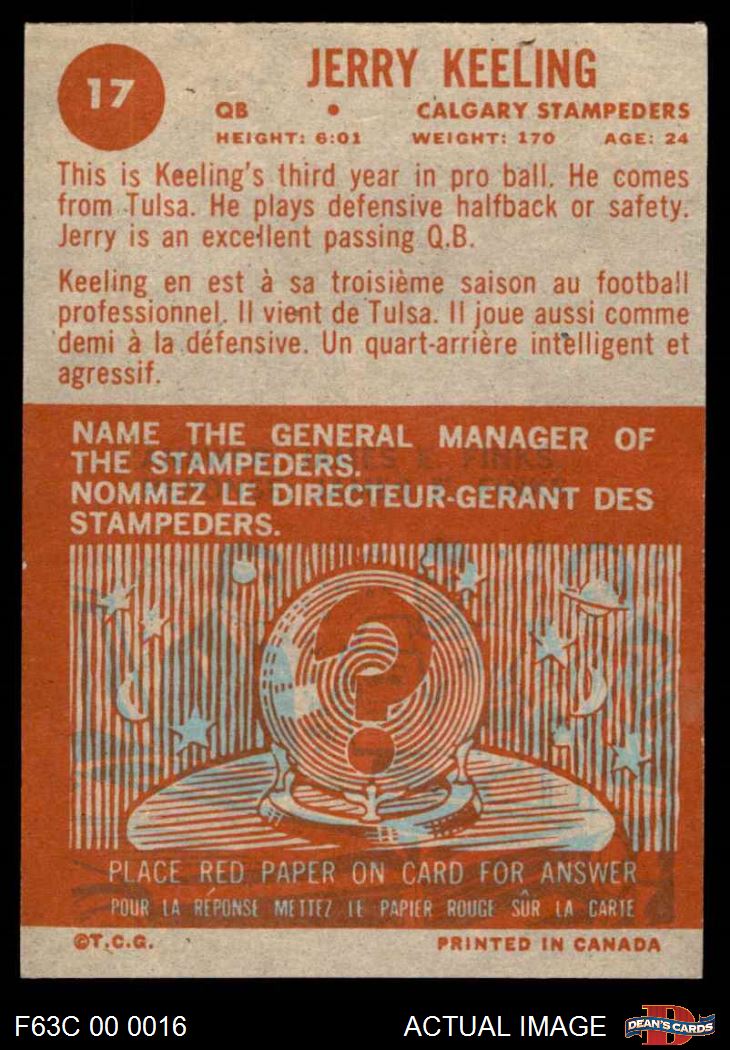 17
JERRY KEELING
QB • CALGARY STAMPEDERS
HEIGHT: 6:01 WEIGHT: 170 AGE: 24
This is Keeling's third year in pro ball. He comes
from Tulsa. He plays defensive halfback or safety.
Jerry is an excellent passing Q.B.
Keeling en est à sa troisième saison au football
professionnel. Il vient de Tulsa. Il joue aussi comme
demi à la défensive. Un quart-arrière intelligent et
agressif.
NAME THE GENERAL MANAGER OF
THE STAMPEDERS.
NOMMEZ LE DIRECTEUR-GERANT DES
STAMPEDERS.
?
PLACE RED PAPER ON CARD FOR ANSWER
POUR LA RÉPONSE METTEZ LE PAPIER ROUGE SÛR LA CARTE
©T.C.G. PRINTED IN CANADA
F63C 00 0016 ACTUAL IMAGE DEAN'S CARDS